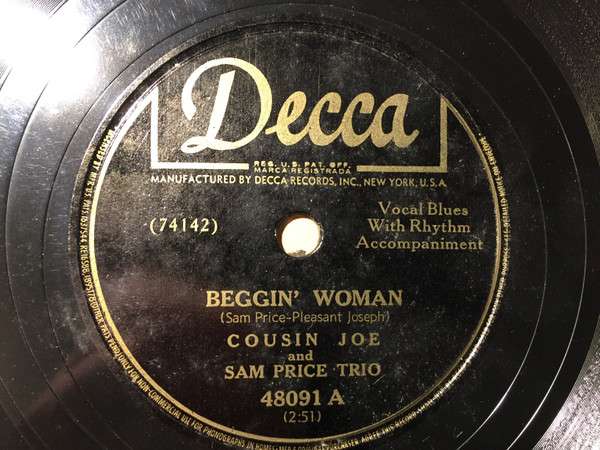 Decca
REG. U.S. PAT. OFF.
MARCA REGISTRADA
MANUFACTURED BY DECCA RECORDS, INC., NEW YORK, U.S.A.
(74142)
Vocal Blues
With Rhythm
Accompaniment
BEGGIN' WOMAN
(Sam Price-Pleasant Joseph)
COUSIN JOE
and
SAM PRICE TRIO
48091 A
(2:51)